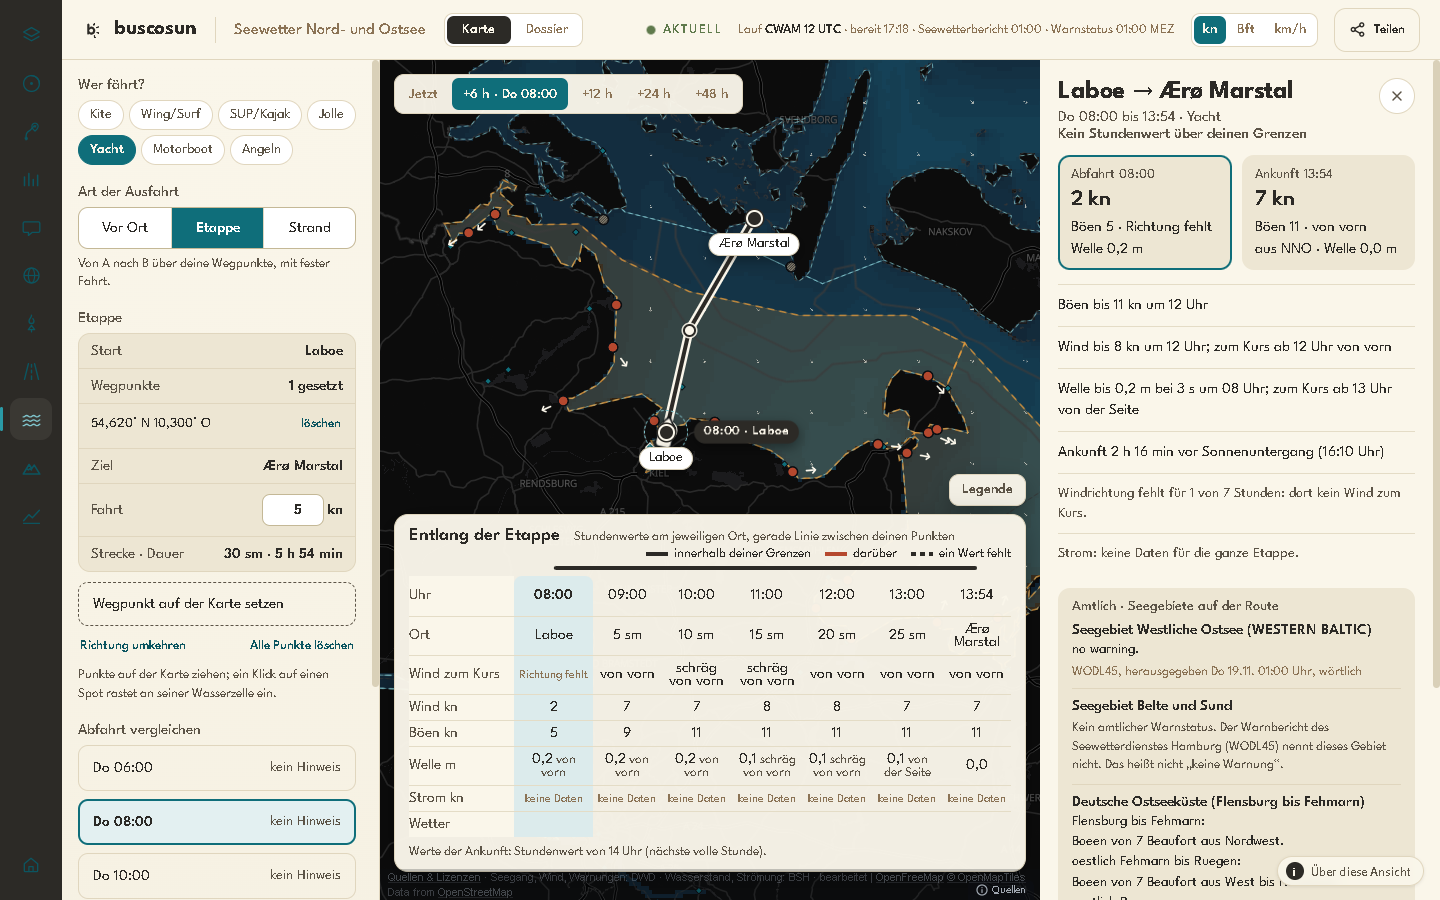 buscosun
Seewetter Nord- und Ostsee
Karte
Dossier
AKTUELL
Lauf CWAM 12 UTC · bereit 17:18 · Seewetterbericht 01:00 · Warnstatus 01:00 MEZ
kn
Bft
km/h
Teilen
Wer fährt?
Kite
Wing/Surf
SUP/Kajak
Jolle
Yacht
Motorboot
Angeln
Art der Ausfahrt
Vor Ort
Etappe
Strand
Von A nach B über deine Wegpunkte, mit fester
Fahrt.
Etappe
Start Laboe
Wegpunkte 1 gesetzt
54,620° N 10,300° O löschen
Ziel Ærø Marstal
Fahrt 5 kn
Strecke · Dauer 30 sm · 5 h 54 min
Wegpunkt auf der Karte setzen
Richtung umkehren
Alle Punkte löschen
Punkte auf der Karte ziehen; ein Klick auf einen
Spot rastet an seiner Wasserzelle ein.
Abfahrt vergleichen
Do 06:00 kein Hinweis
Do 08:00 kein Hinweis
Do 10:00 kein Hinweis
Jetzt
+6 h · Do 08:00
+12 h
+24 h
+48 h
SVENDBORG
NAKSKOV
Ærø Marstal
08:00 · Laboe
Laboe
KIEL
RENDSBURG
A 215
Legende
Entlang der Etappe
Stundenwerte am jeweiligen Ort, gerade Linie zwischen deinen Punkten
innerhalb deiner Grenzen
darüber
ein Wert fehlt
Uhr 08:00 09:00 10:00 11:00 12:00 13:00 13:54
Ort Laboe 5 sm 10 sm 15 sm 20 sm 25 sm Ærø Marstal
Wind zum Kurs Richtung fehlt von vorn schräg von vorn schräg von vorn von vorn von vorn von vorn
Wind kn 2 7 7 8 8 7 7
Böen kn 5 9 11 11 11 11 11
Welle m 0,2 von vorn 0,2 von vorn 0,2 von vorn 0,1 schräg von vorn 0,1 schräg von vorn 0,1 von der Seite 0,0
Strom kn keine Daten keine Daten keine Daten keine Daten keine Daten keine Daten keine Daten
Wetter
Werte der Ankunft: Stundenwert von 14 Uhr (nächste volle Stunde).
Quellen & Lizenzen · Seegang, Wind, Warnungen: DWD · Wasserstand, Strömung: BSH · bearbeitet | OpenFreeMap © OpenMapTiles
Data from OpenStreetMap
Quellen
Laboe → Ærø Marstal
Do 08:00 bis 13:54 · Yacht
Kein Stundenwert über deinen Grenzen
Abfahrt 08:00
2 kn
Böen 5 · Richtung fehlt
Welle 0,2 m
Ankunft 13:54
7 kn
Böen 11 · von vorn
aus NNO · Welle 0,0 m
Böen bis 11 kn um 12 Uhr
Wind bis 8 kn um 12 Uhr; zum Kurs ab 12 Uhr von vorn
Welle bis 0,2 m bei 3 s um 08 Uhr; zum Kurs ab 13 Uhr
von der Seite
Ankunft 2 h 16 min vor Sonnenuntergang (16:10 Uhr)
Windrichtung fehlt für 1 von 7 Stunden: dort kein Wind zum
Kurs.
Strom: keine Daten für die ganze Etappe.
Amtlich · Seegebiete auf der Route
Seegebiet Westliche Ostsee (WESTERN BALTIC)
no warning.
WODL45, herausgegeben Do 19.11. 01:00 Uhr, wörtlich
Seegebiet Belte und Sund
Kein amtlicher Warnstatus. Der Warnbericht des
Seewetterdienstes Hamburg (WODL45) nennt dieses Gebiet
nicht. Das heißt nicht „keine Warnung“.
Deutsche Ostseeküste (Flensburg bis Fehmarn)
Flensburg bis Fehmarn:
Boeen von 7 Beaufort aus Nordwest.
oestlich Fehmarn bis Ruegen:
Boeen von 7 Beaufort aus West bis
Über diese Ansicht